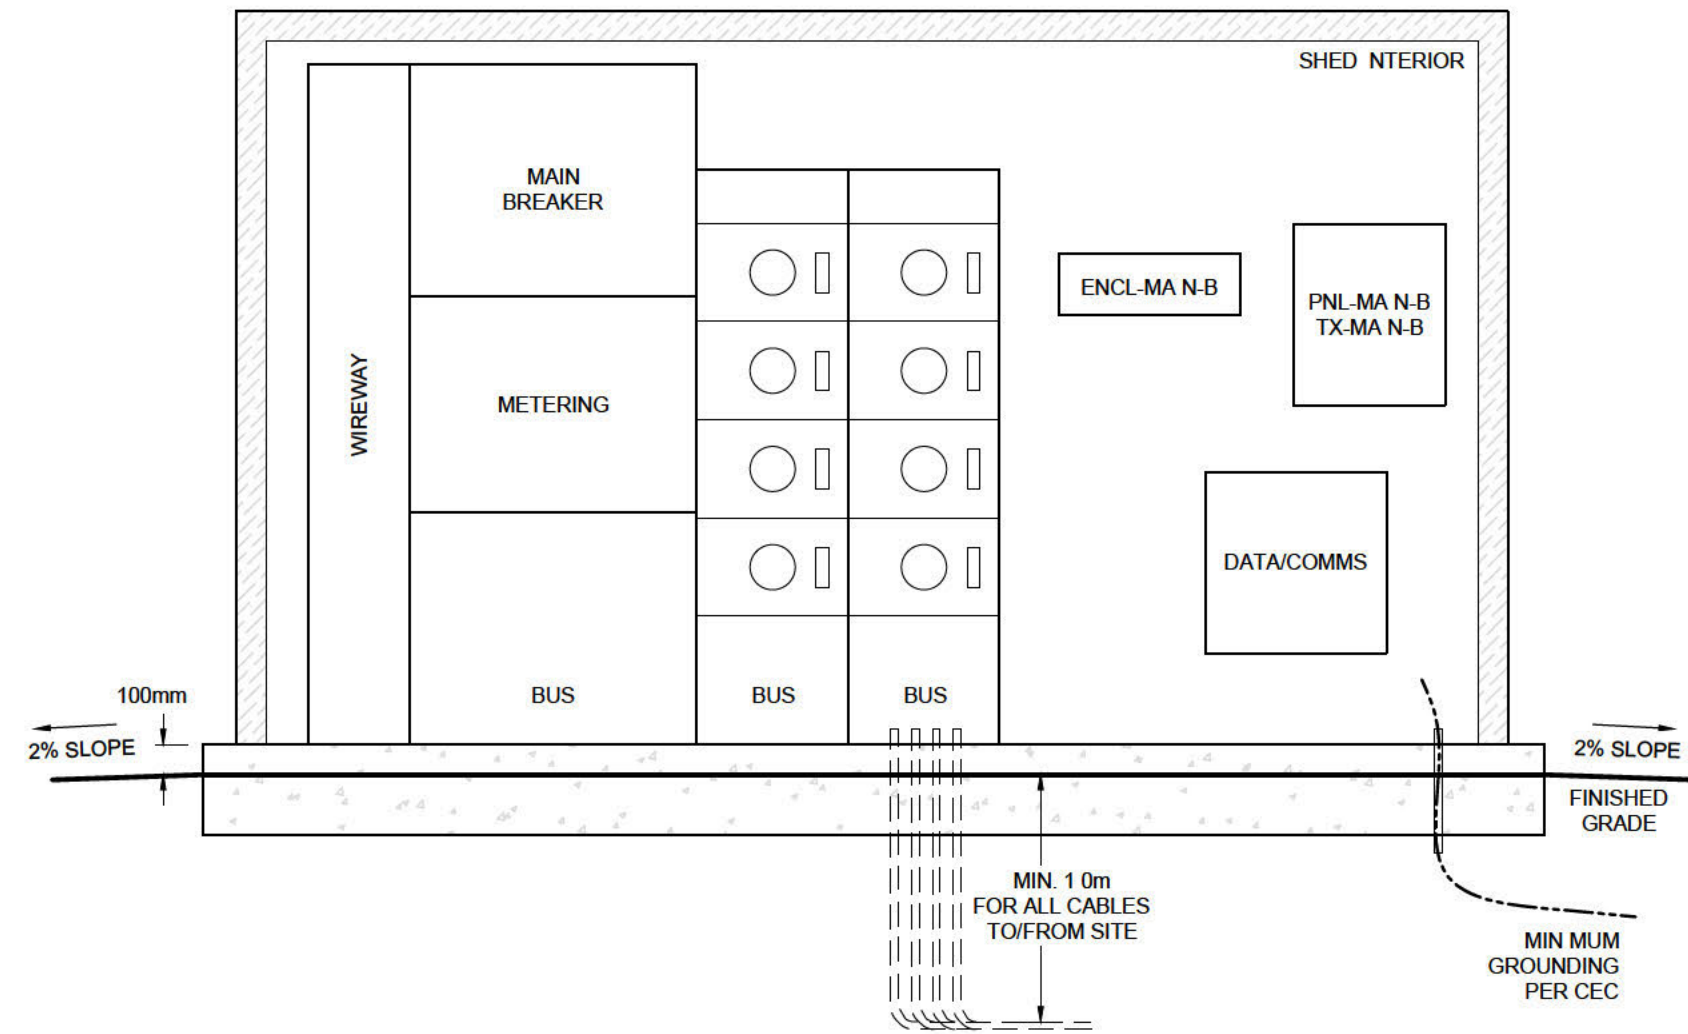 SHED NTERIOR
MAIN
BREAKER
ENCL-MA N-B
PNL-MA N-B
TX-MA N-B
WIREWAY
METERING
DATA/COMMS
BUS
BUS
BUS
100mm
2% SLOPE
2% SLOPE
FINISHED
GRADE
MIN. 1 0m
FOR ALL CABLES
TO/FROM SITE
MIN MUM
GROUNDING
PER CEC